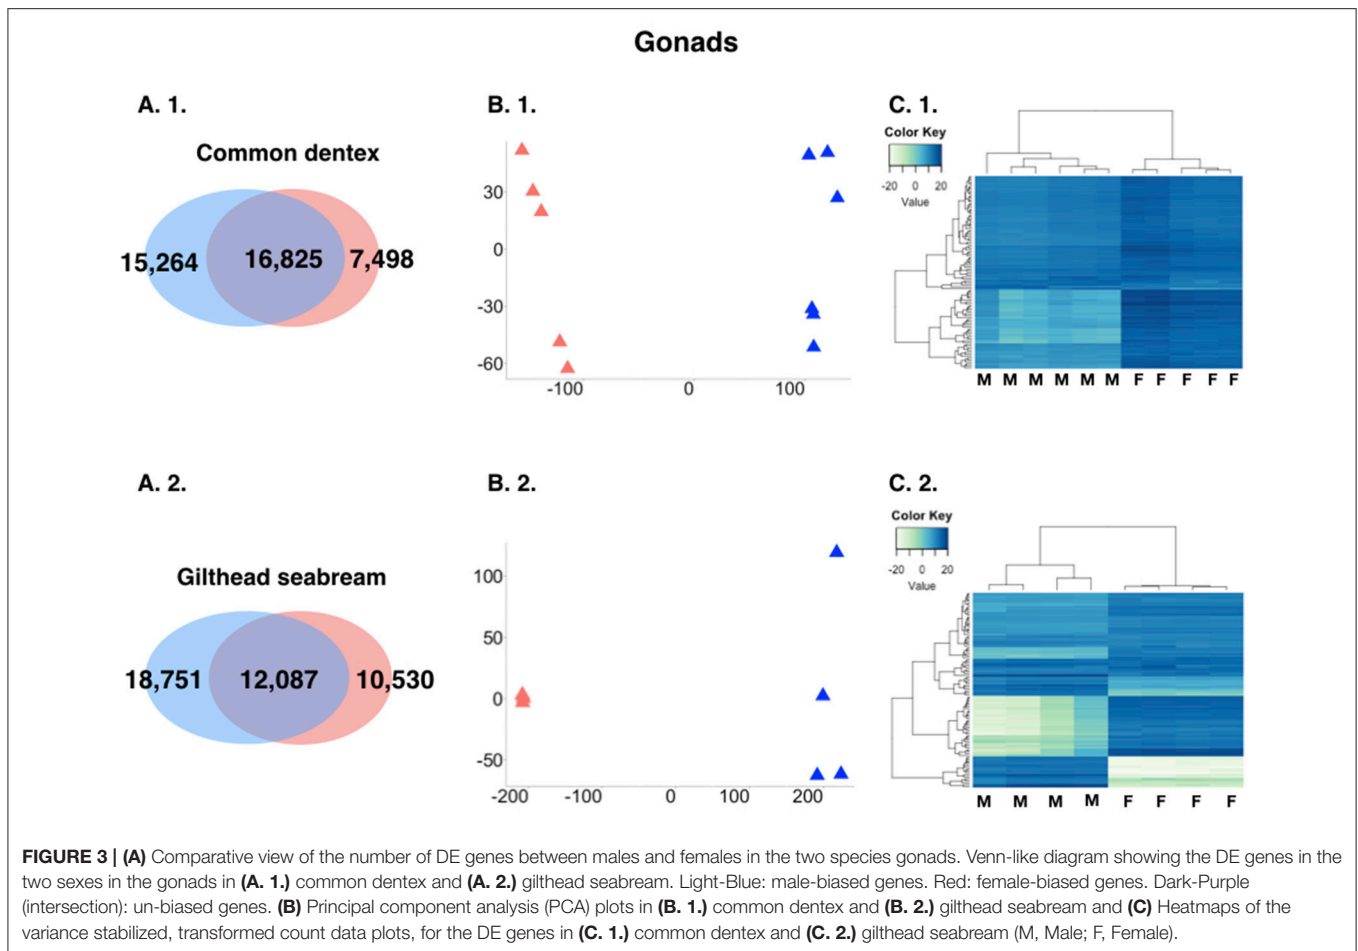 Gonads
A. 1.
Common dentex
15,264
16,825
7,498
B. 1.
30
0
-30
-60
-100
0
100
C. 1.
Color Key
-20 0 20
Value
M M M M M M F F F F F
A. 2.
Gilthead seabream
18,751
12,087
10,530
B. 2.
100
50
0
-50
-200
-100
0
100
200
C. 2.
Color Key
-20 0 20
Value
M M M M F F F F
FIGURE 3 | (A) Comparative view of the number of DE genes between males and females in the two species gonads. Venn-like diagram showing the DE genes in the
two sexes in the gonads in (A. 1.) common dentex and (A. 2.) gilthead seabream. Light-Blue: male-biased genes. Red: female-biased genes. Dark-Purple
(intersection): un-biased genes. (B) Principal component analysis (PCA) plots in (B. 1.) common dentex and (B. 2.) gilthead seabream and (C) Heatmaps of the
variance stabilized, transformed count data plots, for the DE genes in (C. 1.) common dentex and (C. 2.) gilthead seabream (M, Male; F, Female).